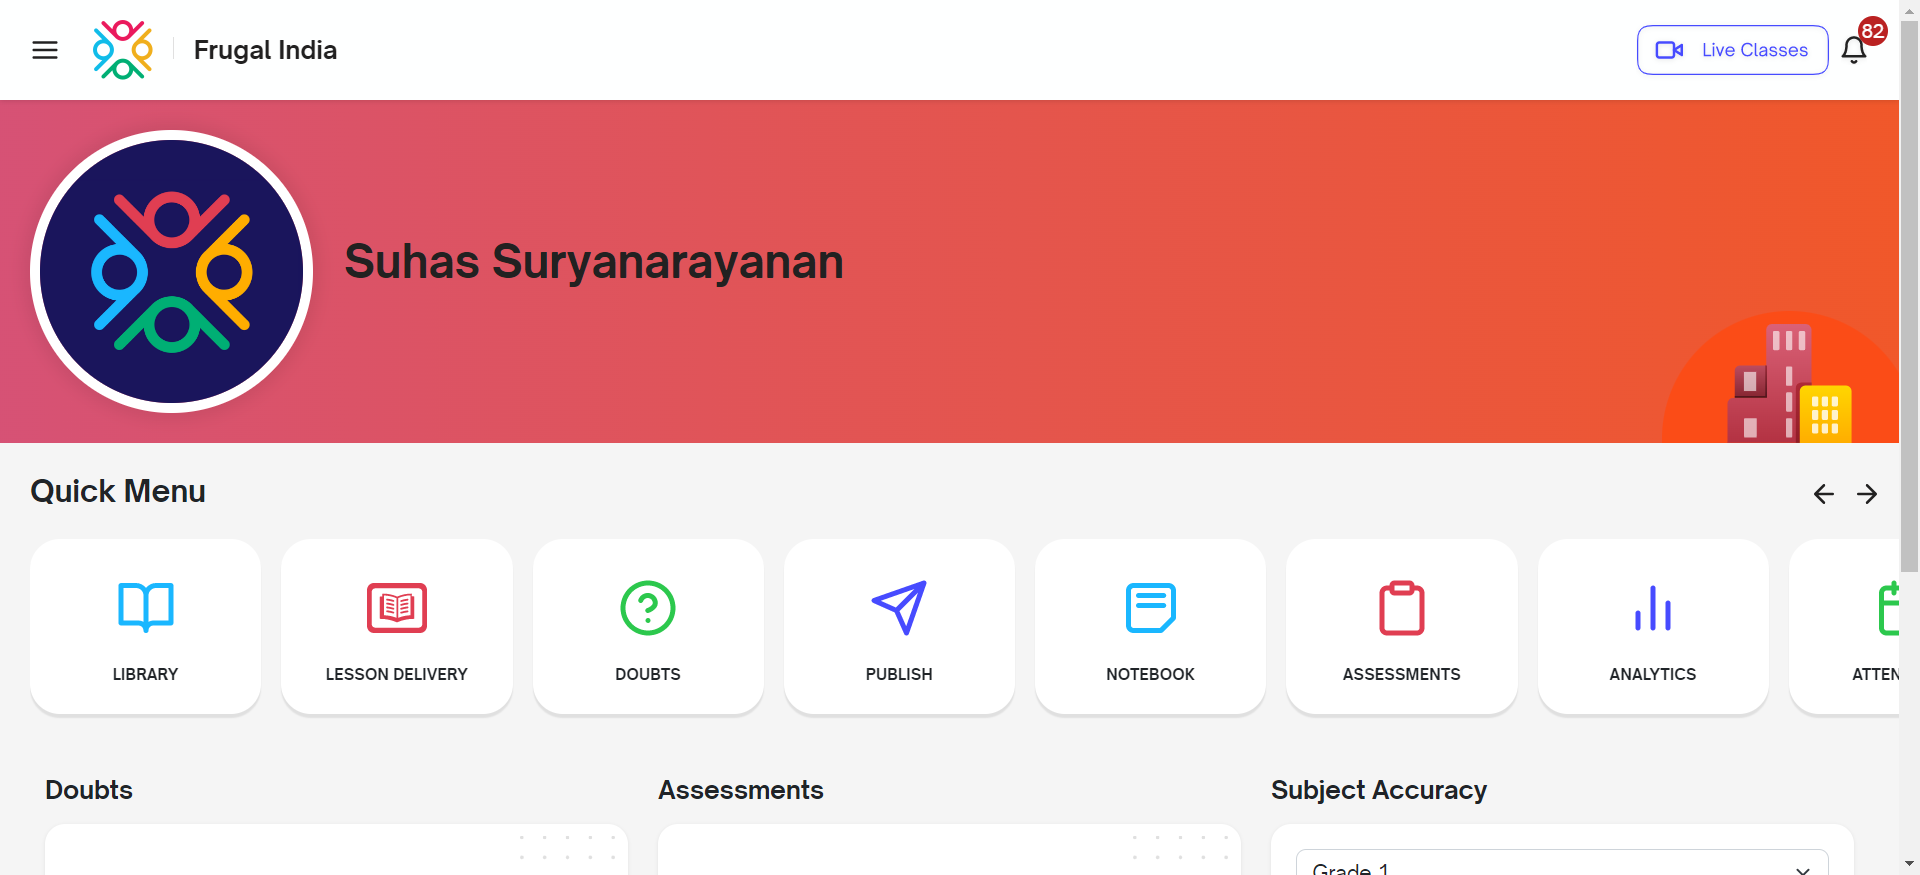 Frugal India
Live Classes
82
Suhas Suryanarayanan
Quick Menu
LIBRARY
LESSON DELIVERY
DOUBTS
PUBLISH
NOTEBOOK
ASSESSMENTS
ANALYTICS
ATTEN
Doubts
Assessments
Subject Accuracy
Grade 1